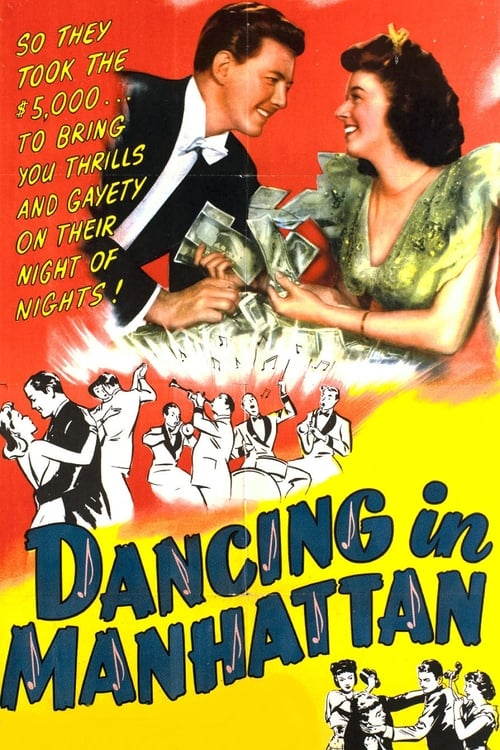 SO THEY
TOOK THE
$5,000...
TO BRING
YOU THRILLS
AND GAYETY
ON THEIR
NIGHT OF
NIGHTS!
DANCING in
MANHATTAN